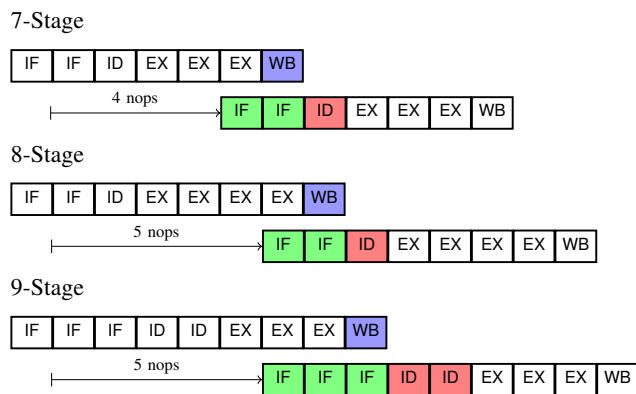 7-Stage
IF IF ID EX EX EX WB
4 nops IF IF ID EX EX EX WB
8-Stage
IF IF ID EX EX EX EX WB
5 nops IF IF ID EX EX EX EX WB
9-Stage
IF IF IF ID ID EX EX EX WB
5 nops IF IF IF ID ID EX EX EX WB